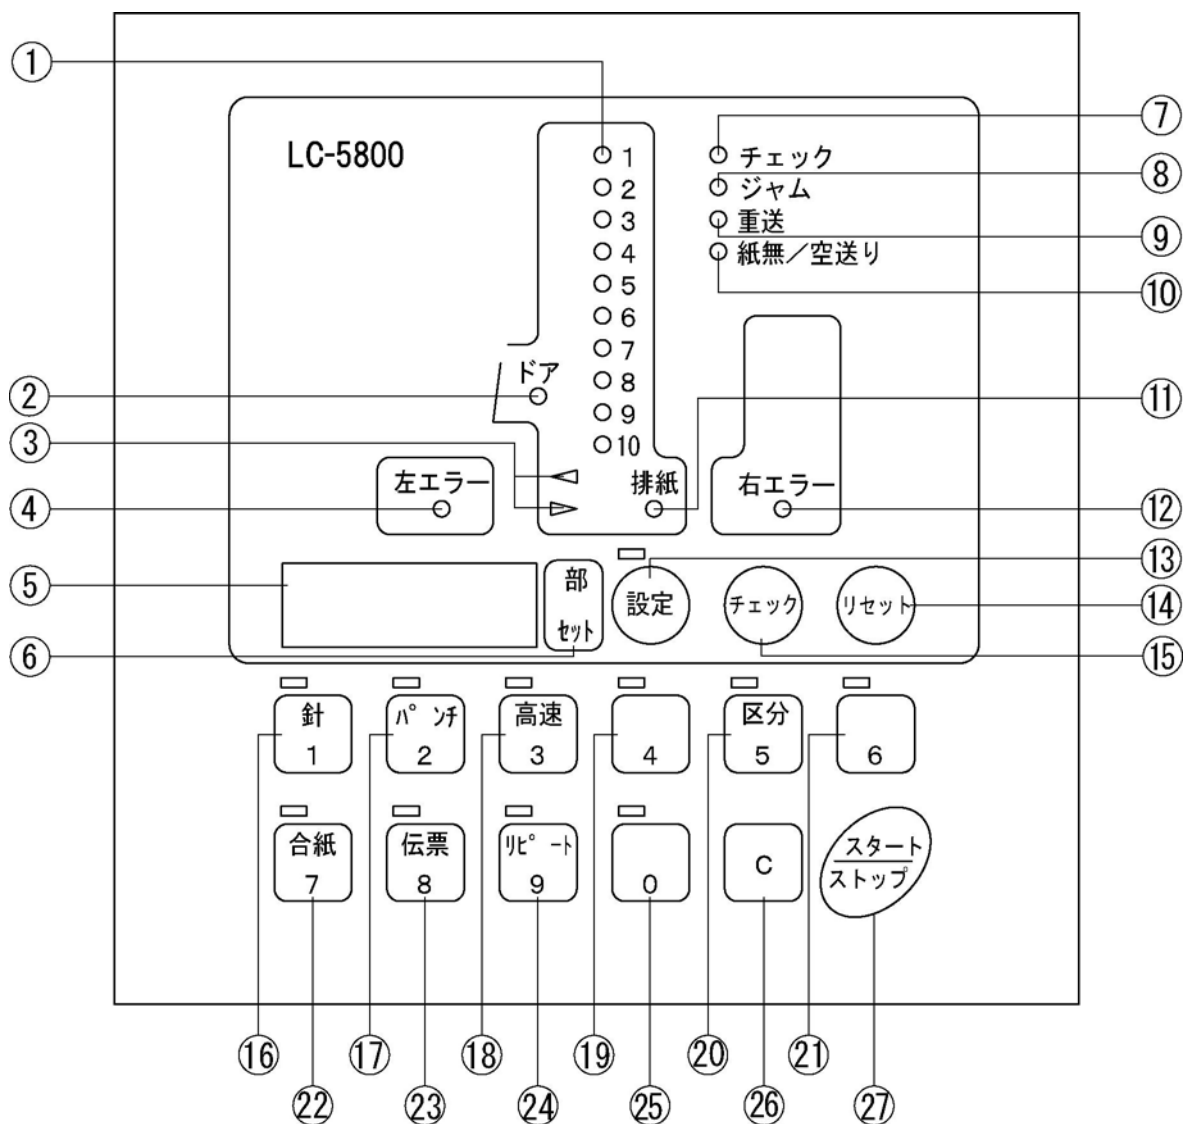 ①
LC-5800
1
2
3
4
5
6
7
8
9
10
チェック
ジャム
重送
紙無／空送り
⑦
⑧
⑨
⑩
ドア
②
③
③
④
左エラー
排紙
右エラー
⑪
⑫
⑤
⑥
部
セット
設定
チェック
リセット
⑬
⑭
⑮
針
1
パンチ
2
高速
3
4
区分
5
6
合紙
7
伝票
8
リピート
9
0
C
スタート
ストップ
⑯
⑰
⑱
⑲
⑳
㉑
㉒
㉓
㉔
㉕
㉖
㉗